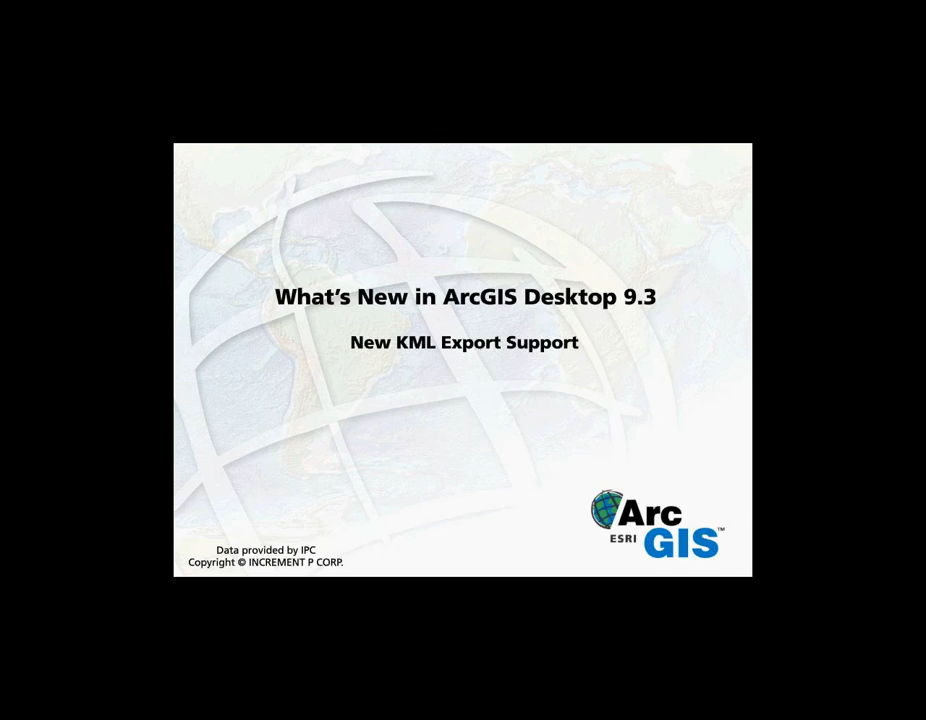 What's New in ArcGIS Desktop 9.3
New KML Export Support
Arc
ESRI GIS™
Data provided by IPC
Copyright © INCREMENT P CORP.